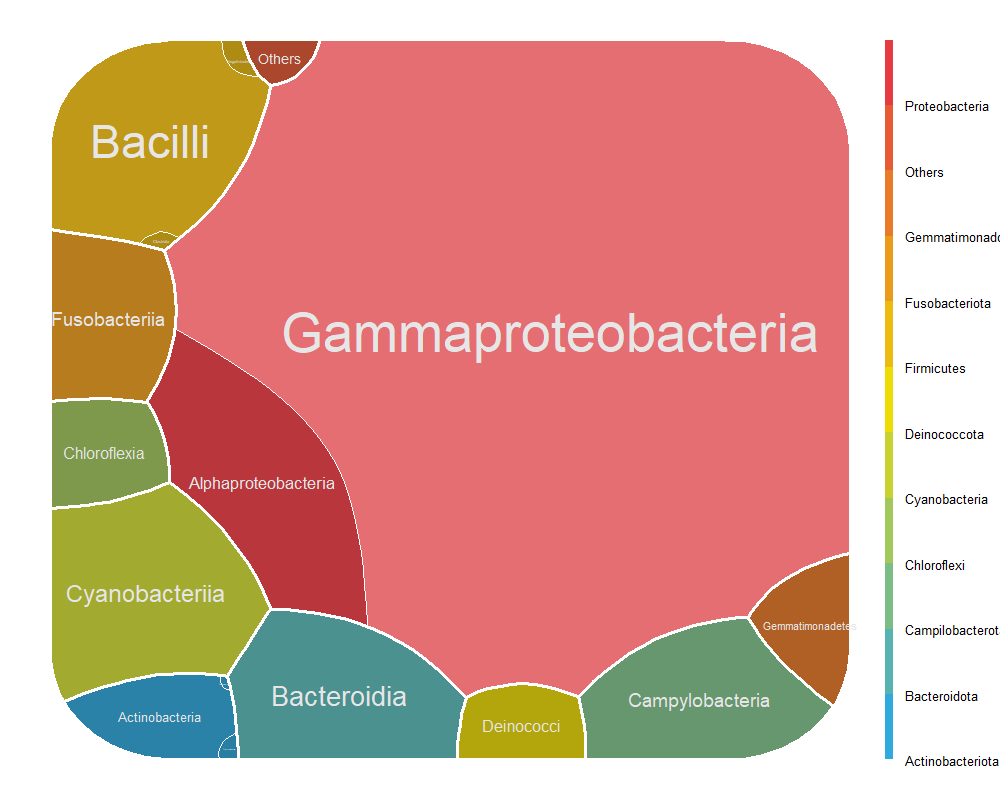 Others
Bacilli
Gammaproteobacteria
Fusobacteriia
Chloroflexia
Alphaproteobacteria
Cyanobacteriia
Gemmatimonadetes
Bacteroidia
Campylobacteria
Actinobacteria
Deinococci
Proteobacteria
Others
Gemmatimonado
Fusobacteriota
Firmicutes
Deinococcota
Cyanobacteria
Chloroflexi
Campilobacterot
Bacteroidota
Actinobacteriota